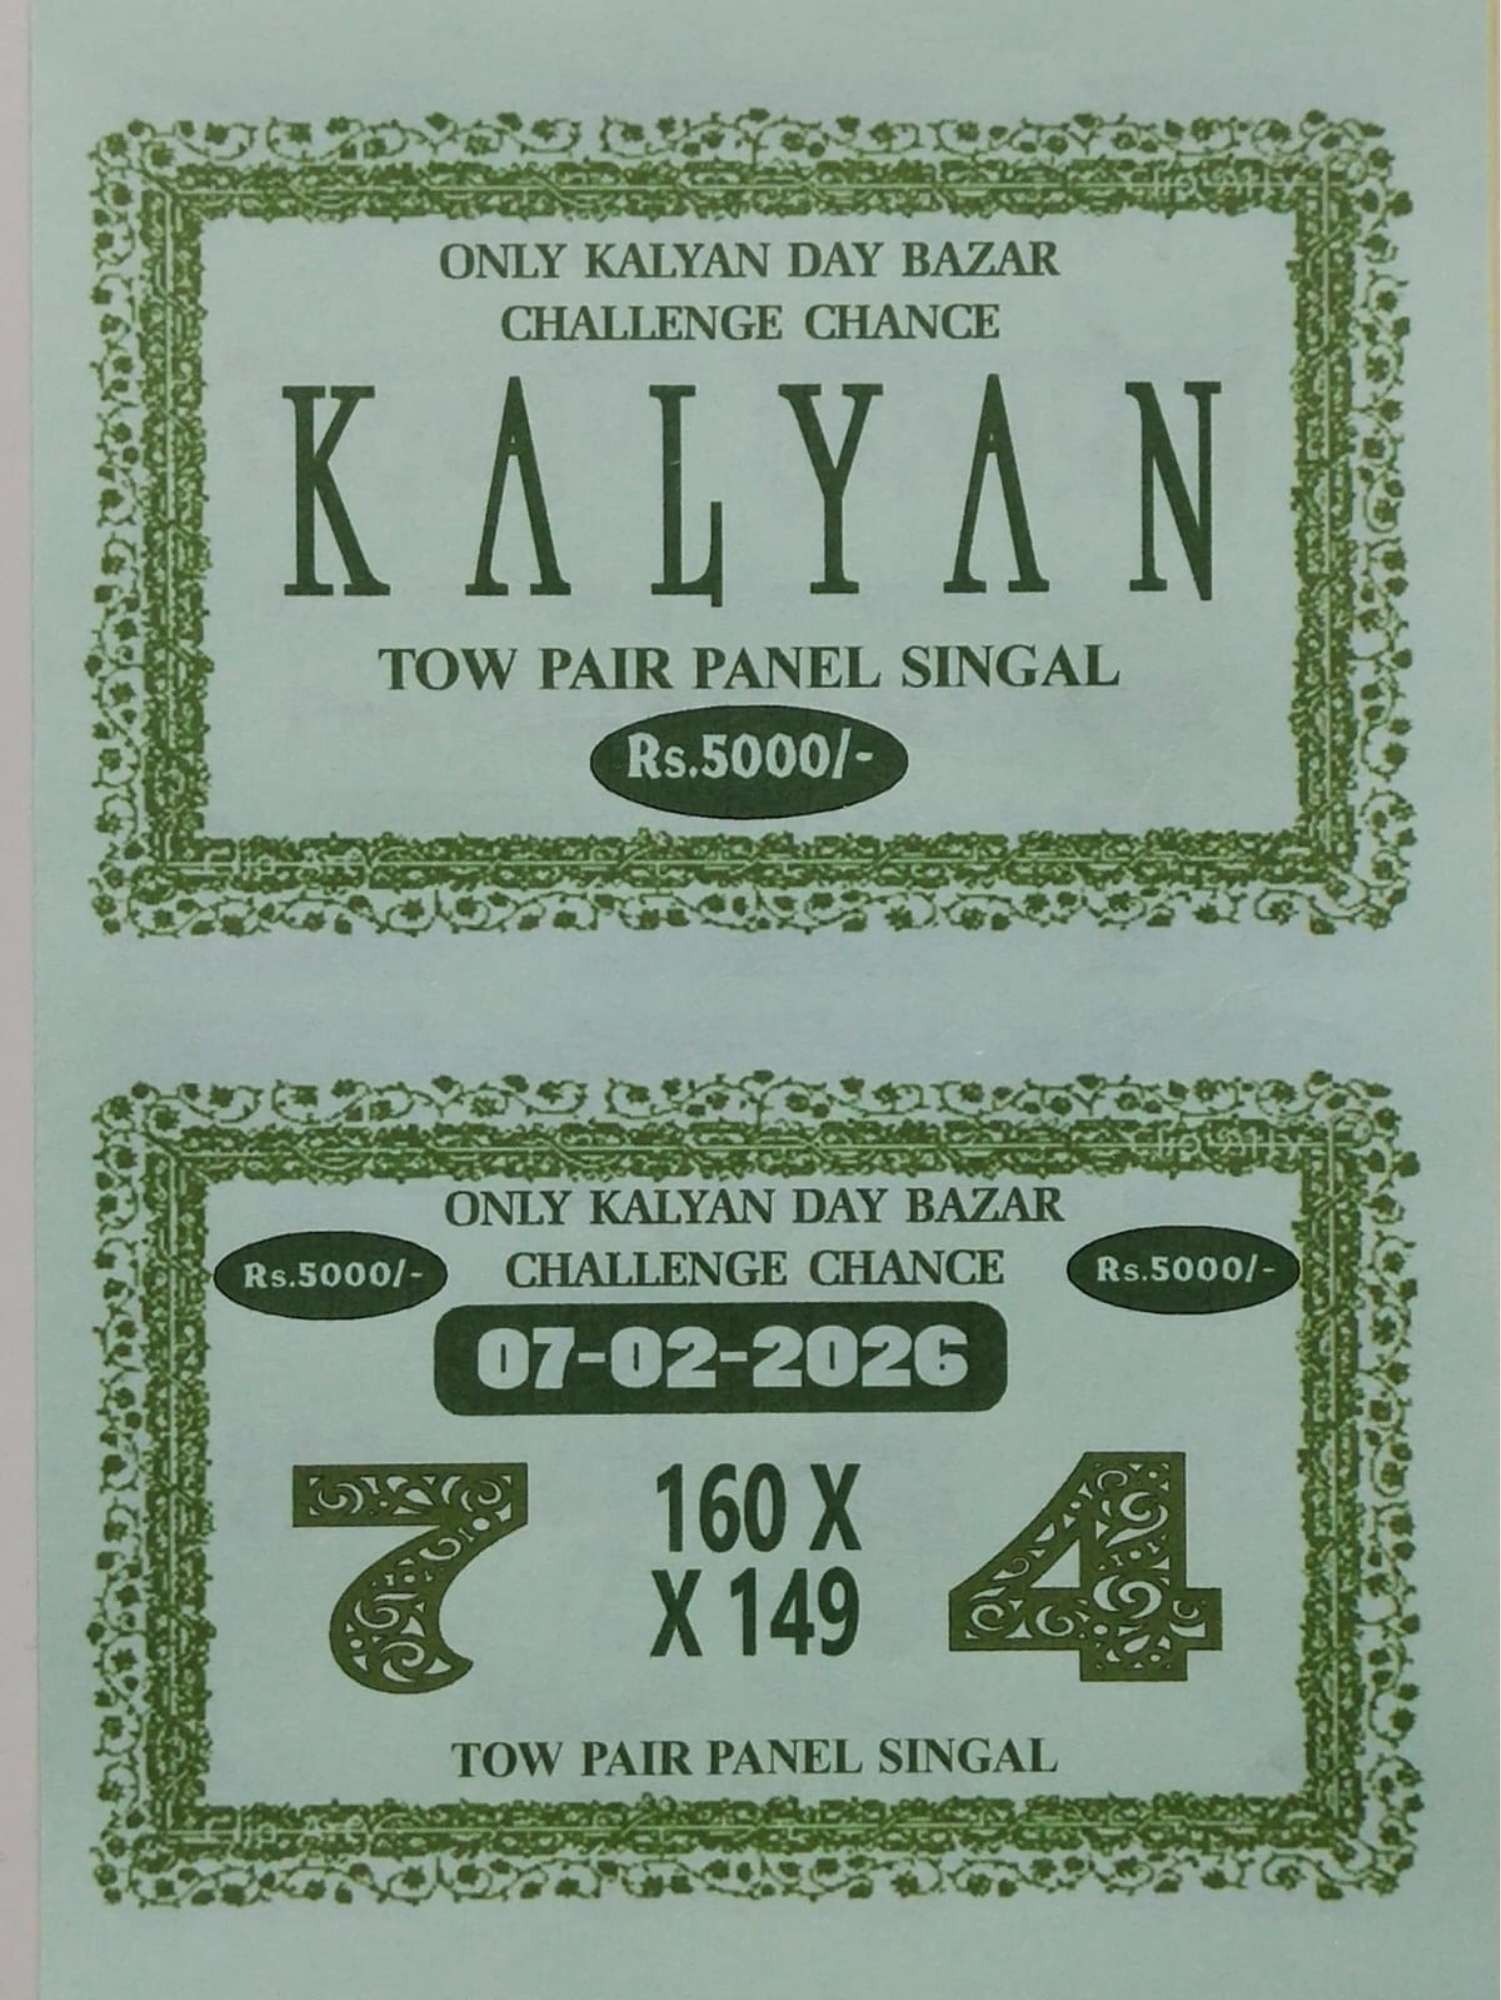 ONLY KALYAN DAY BAZAR
CHALLENGE CHANCE
KALYAN
TOW PAIR PANEL SINGAL
Rs.5000/-
ONLY KALYAN DAY BAZAR
Rs.5000/- CHALLENGE CHANCE Rs.5000/-
07-02-2026
7 160 X 4
X 149
TOW PAIR PANEL SINGAL